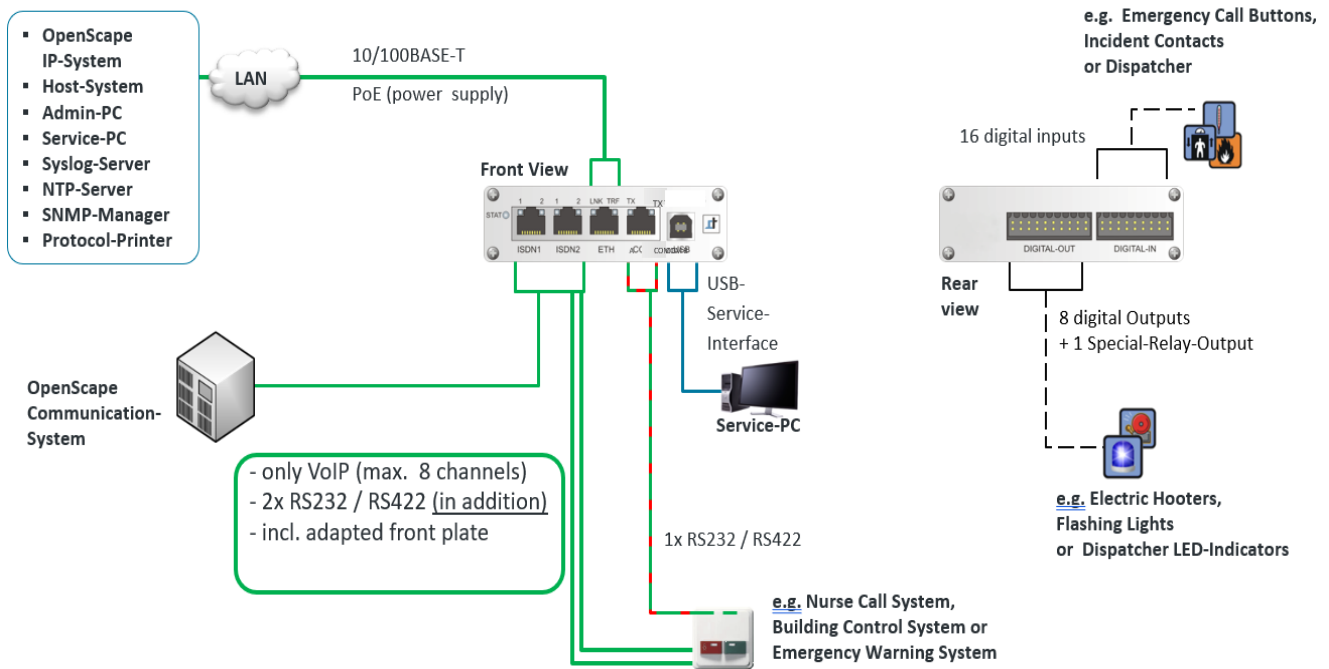 ▪ OpenScape
IP-System
▪ Host-System
▪ Admin-PC
▪ Service-PC
▪ Syslog-Server
▪ NTP-Server
▪ SNMP-Manager
▪ Protocol-Printer
LAN
10/100BASE-T
PoE (power supply)
Front View
1 2 1 2 LNK TRF TX TX
STAT
ISDN1 ISDN2 ETH USB
USB-
Service-
Interface
Service-PC
OpenScape
Communication-
System
- only VoIP (max. 8 channels)
- 2x RS232 / RS422 (in addition)
- incl. adapted front plate
1x RS232 / RS422
e.g. Nurse Call System,
Building Control System or
Emergency Warning System
e.g. Emergency Call Buttons,
Incident Contacts
or Dispatcher
16 digital inputs
DIGITAL-OUT DIGITAL-IN
Rear
view
8 digital Outputs
+ 1 Special-Relay-Output
e.g. Electric Hooters,
Flashing Lights
or Dispatcher LED-Indicators